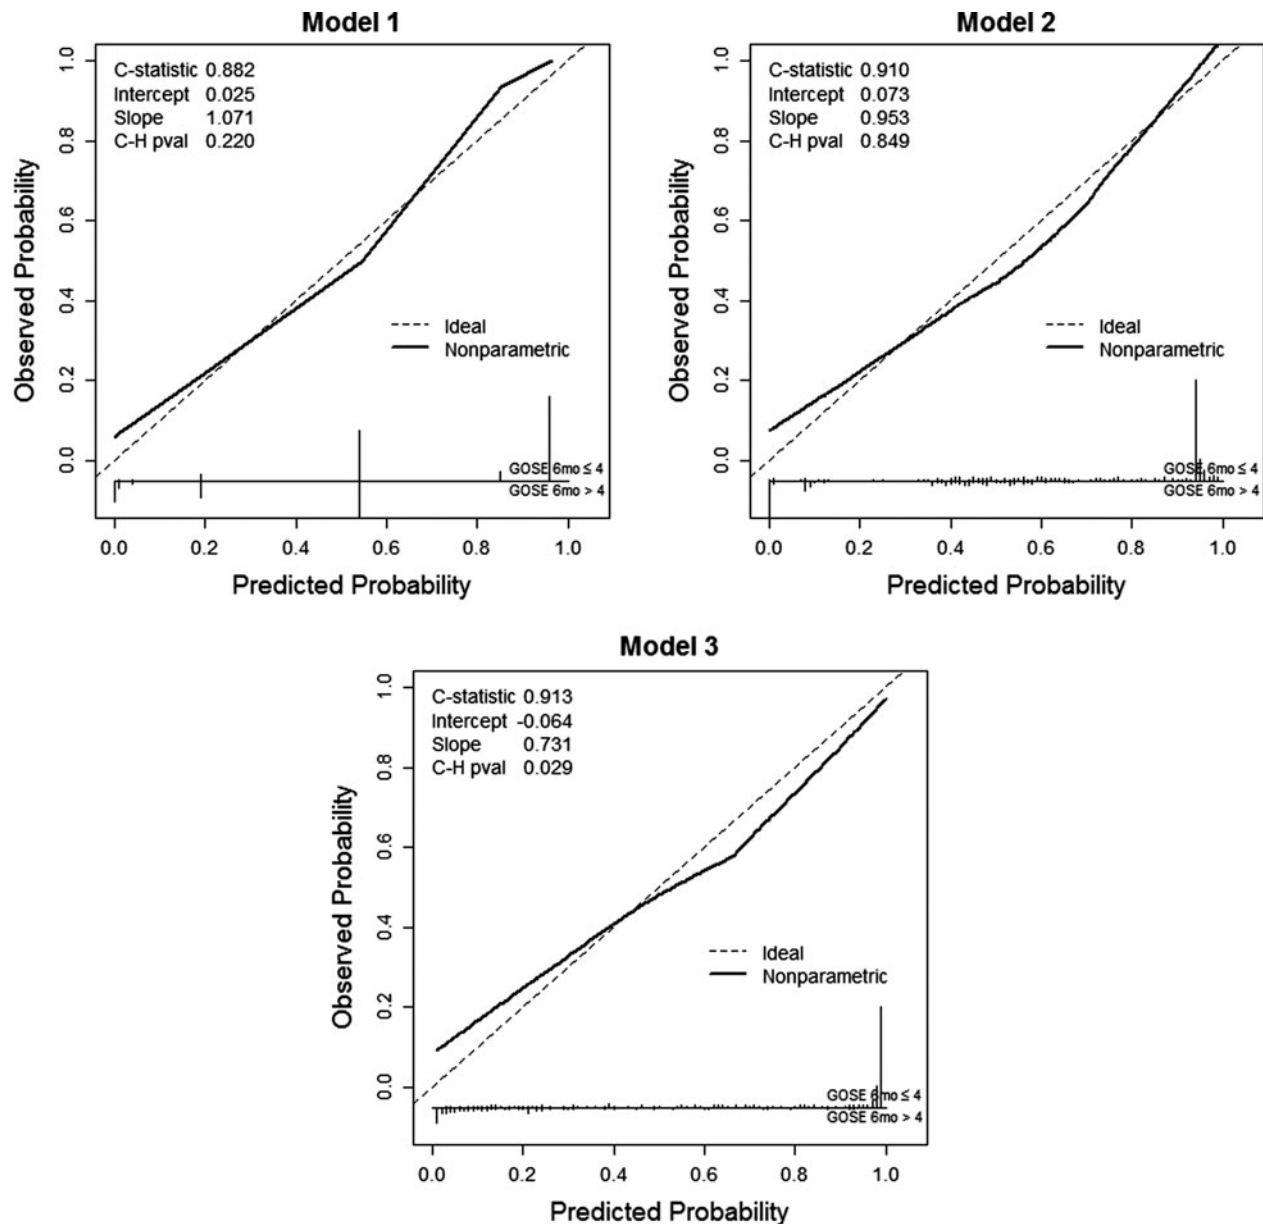 Model 1
C-statistic 0.882
Intercept 0.025
Slope 1.071
C-H pval 0.220
Observed Probability
1.0
0.8
0.6
0.4
0.2
0.0
Ideal
Nonparametric
GOSE 6mo ≤ 4
GOSE 6mo > 4
0.0 0.2 0.4 0.6 0.8 1.0
Predicted Probability
Model 2
C-statistic 0.910
Intercept 0.073
Slope 0.953
C-H pval 0.849
Observed Probability
1.0
0.8
0.6
0.4
0.2
0.0
Ideal
Nonparametric
GOSE 6mo ≤ 4
GOSE 6mo > 4
0.0 0.2 0.4 0.6 0.8 1.0
Predicted Probability
Model 3
C-statistic 0.913
Intercept -0.064
Slope 0.731
C-H pval 0.029
Observed Probability
1.0
0.8
0.6
0.4
0.2
0.0
Ideal
Nonparametric
GOSE 6mo ≤ 4
GOSE 6mo > 4
0.0 0.2 0.4 0.6 0.8 1.0
Predicted Probability